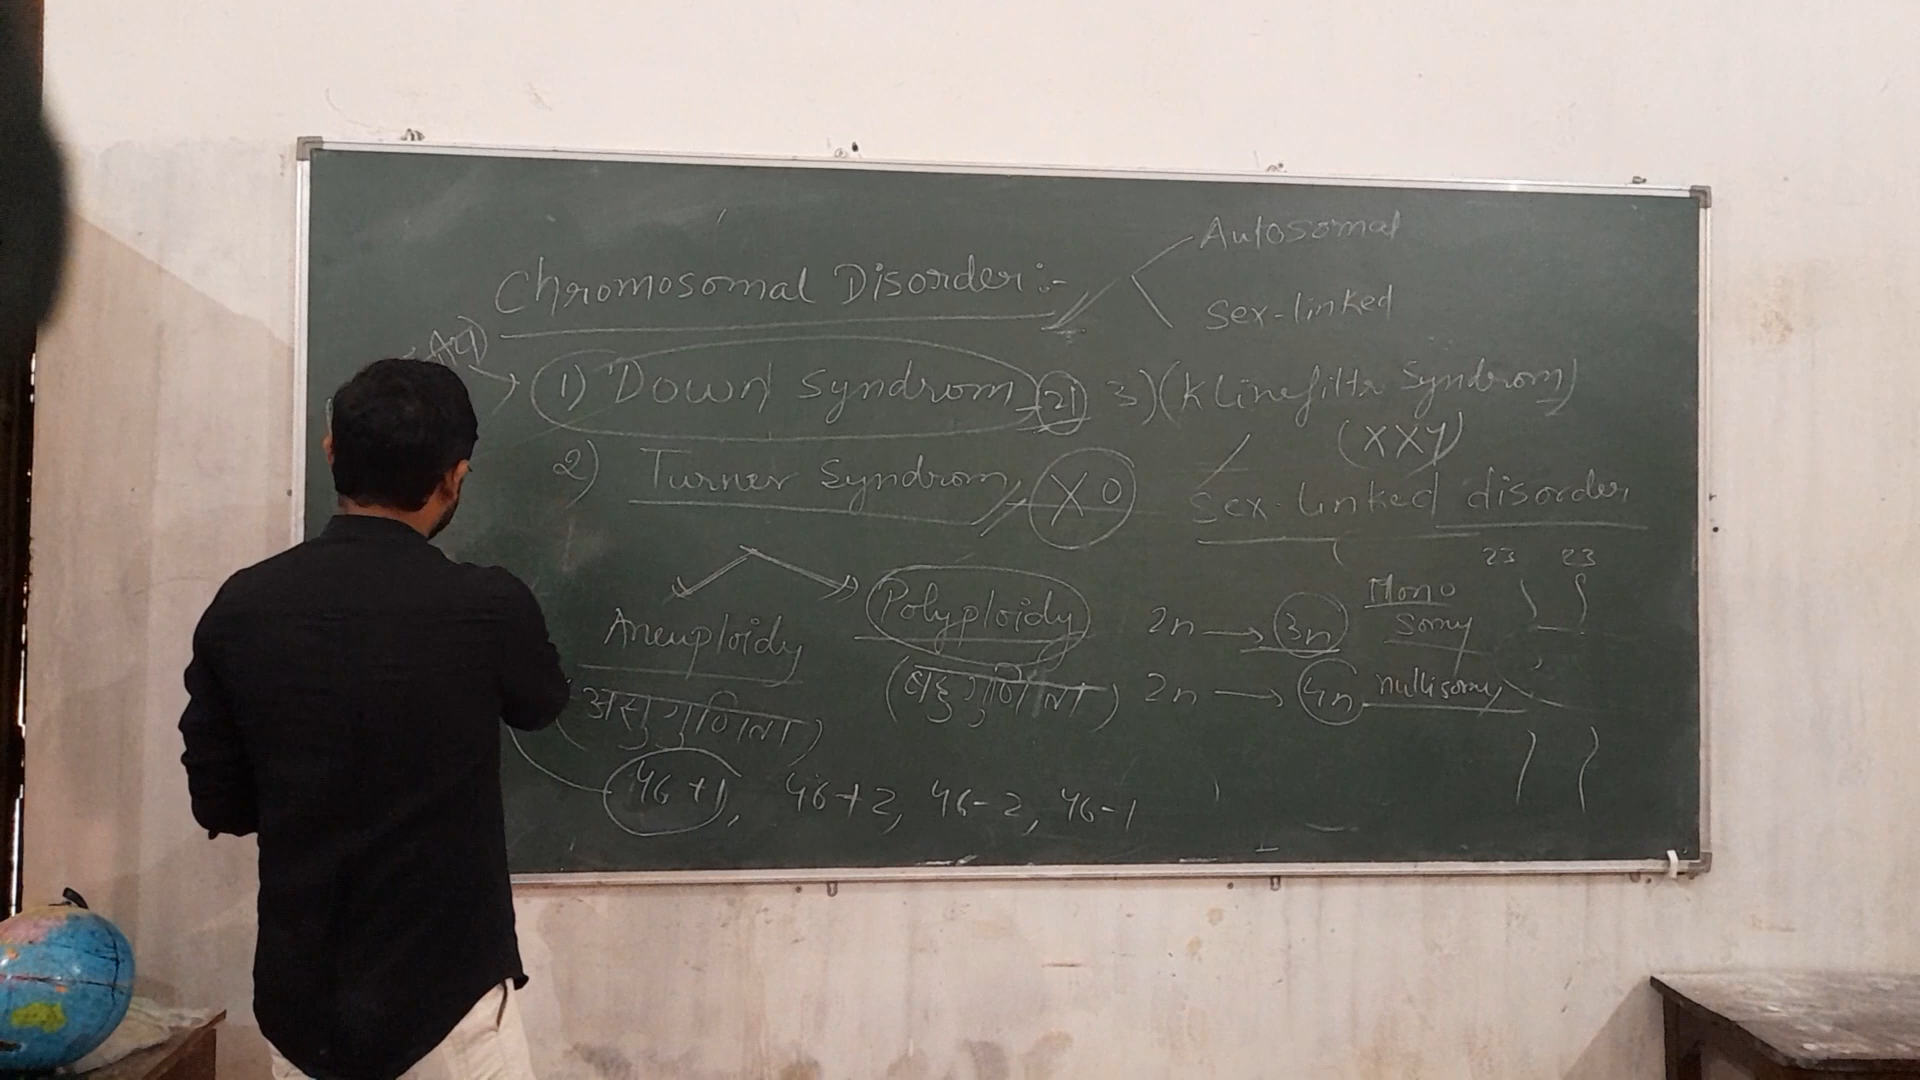 Autosomal
Chromosomal Disorder :-
Sex-linked
1) Down Syndrom 21
3) (Klinefiltr Syndrom)
(XXY)
2) Turner Syndrom, XO
Sex-linked disorder
23 23
Aneuploidy
Polyploidy
2n → 3n
Mono
Somy
(असुगुणिता)
(बहुगुणिता)
2n → 4n
nullisomy
46+1, 46+2, 46-2, 46-1